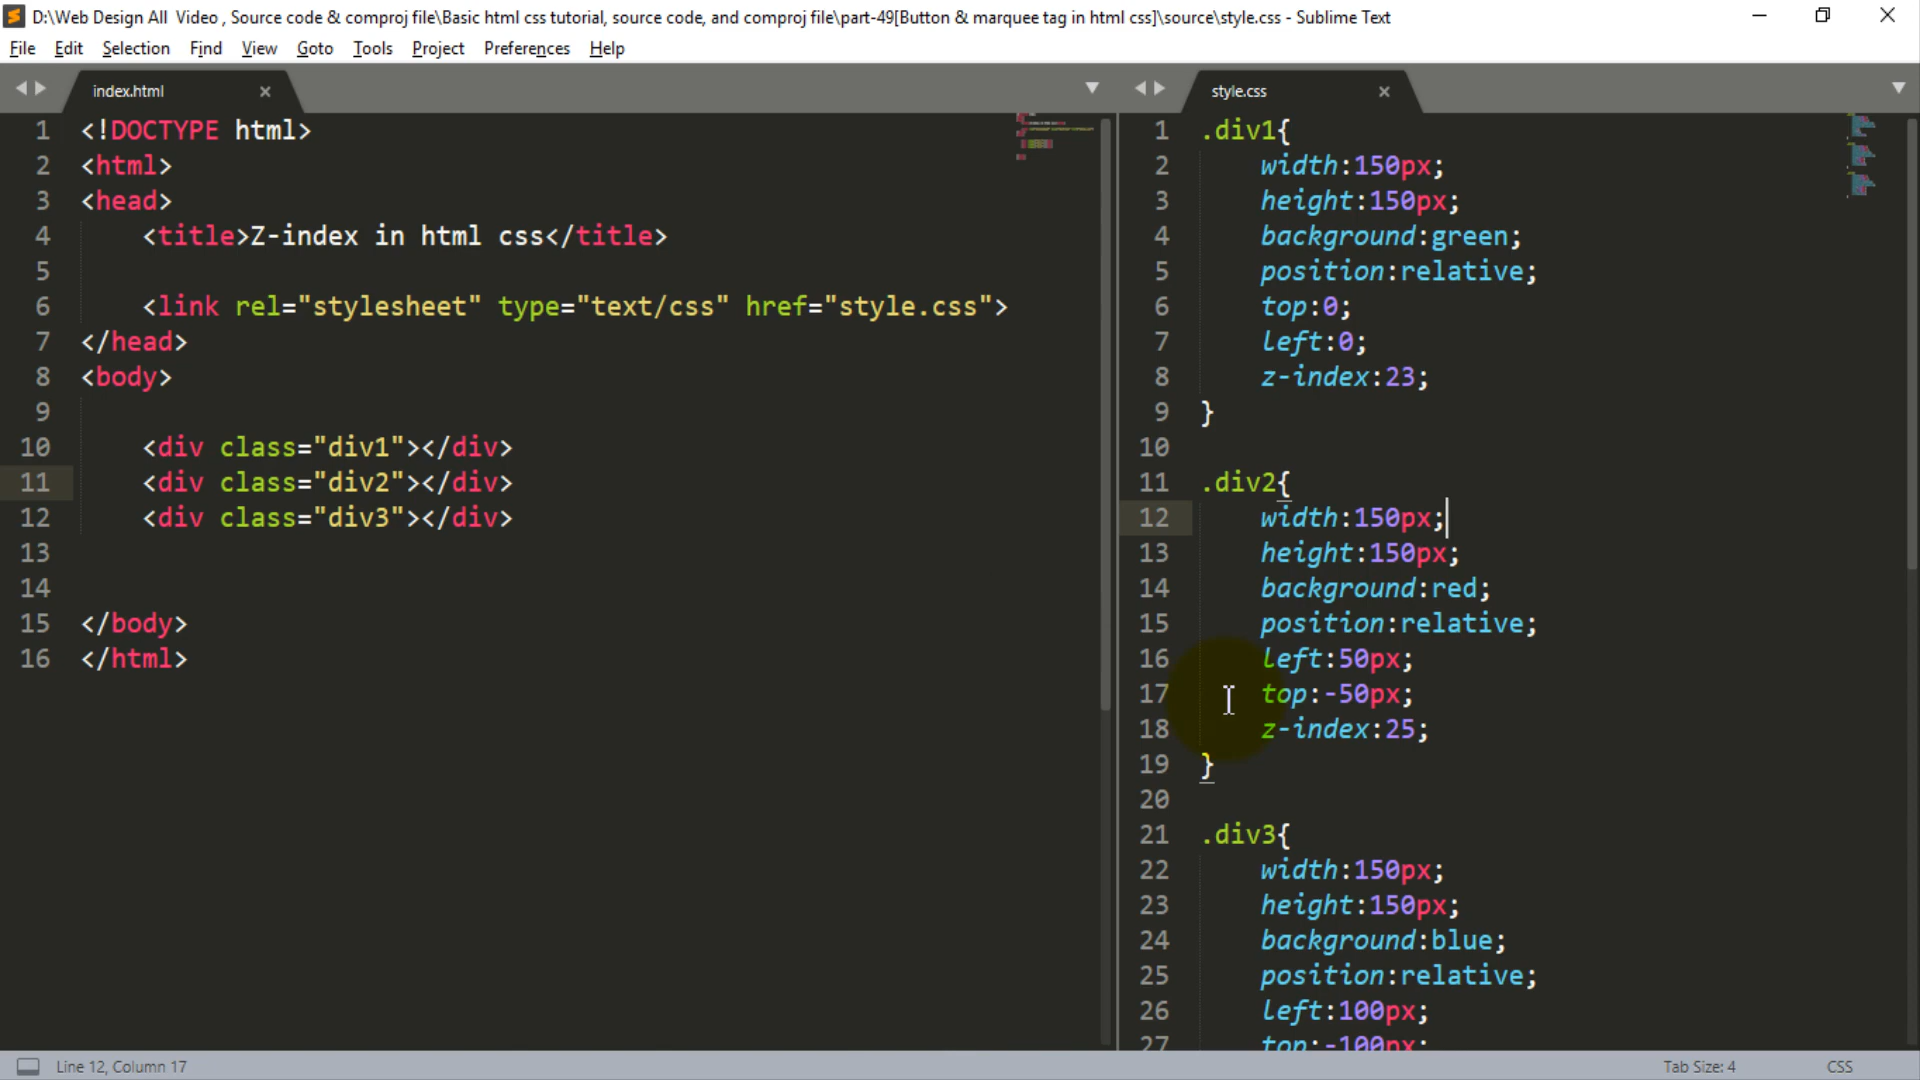 D:\Web Design All  Video , Source code & comproj file\Basic html css tutorial, source code, and comproj file\part-49[Button & marquee tag in html css]\source\style.css - Sublime Text
File Edit Selection Find View Goto Tools Project Preferences Help
index.html
1 <!DOCTYPE html>
2 <html>
3 <head>
4     <title>Z-index in html css</title>
5
6     <link rel="stylesheet" type="text/css" href="style.css">
7 </head>
8 <body>
9
10     <div class="div1"></div>
11     <div class="div2"></div>
12     <div class="div3"></div>
13
14
15 </body>
16 </html>
style.css
1 .div1{
2     width:150px;
3     height:150px;
4     background:green;
5     position:relative;
6     top:0;
7     left:0;
8     z-index:23;
9 }
10
11 .div2{
12     width:150px;
13     height:150px;
14     background:red;
15     position:relative;
16     left:50px;
17     top:-50px;
18     z-index:25;
19 }
20
21 .div3{
22     width:150px;
23     height:150px;
24     background:blue;
25     position:relative;
26     left:100px;
27     top:-100px;
Line 12, Column 17
Tab Size: 4
CSS